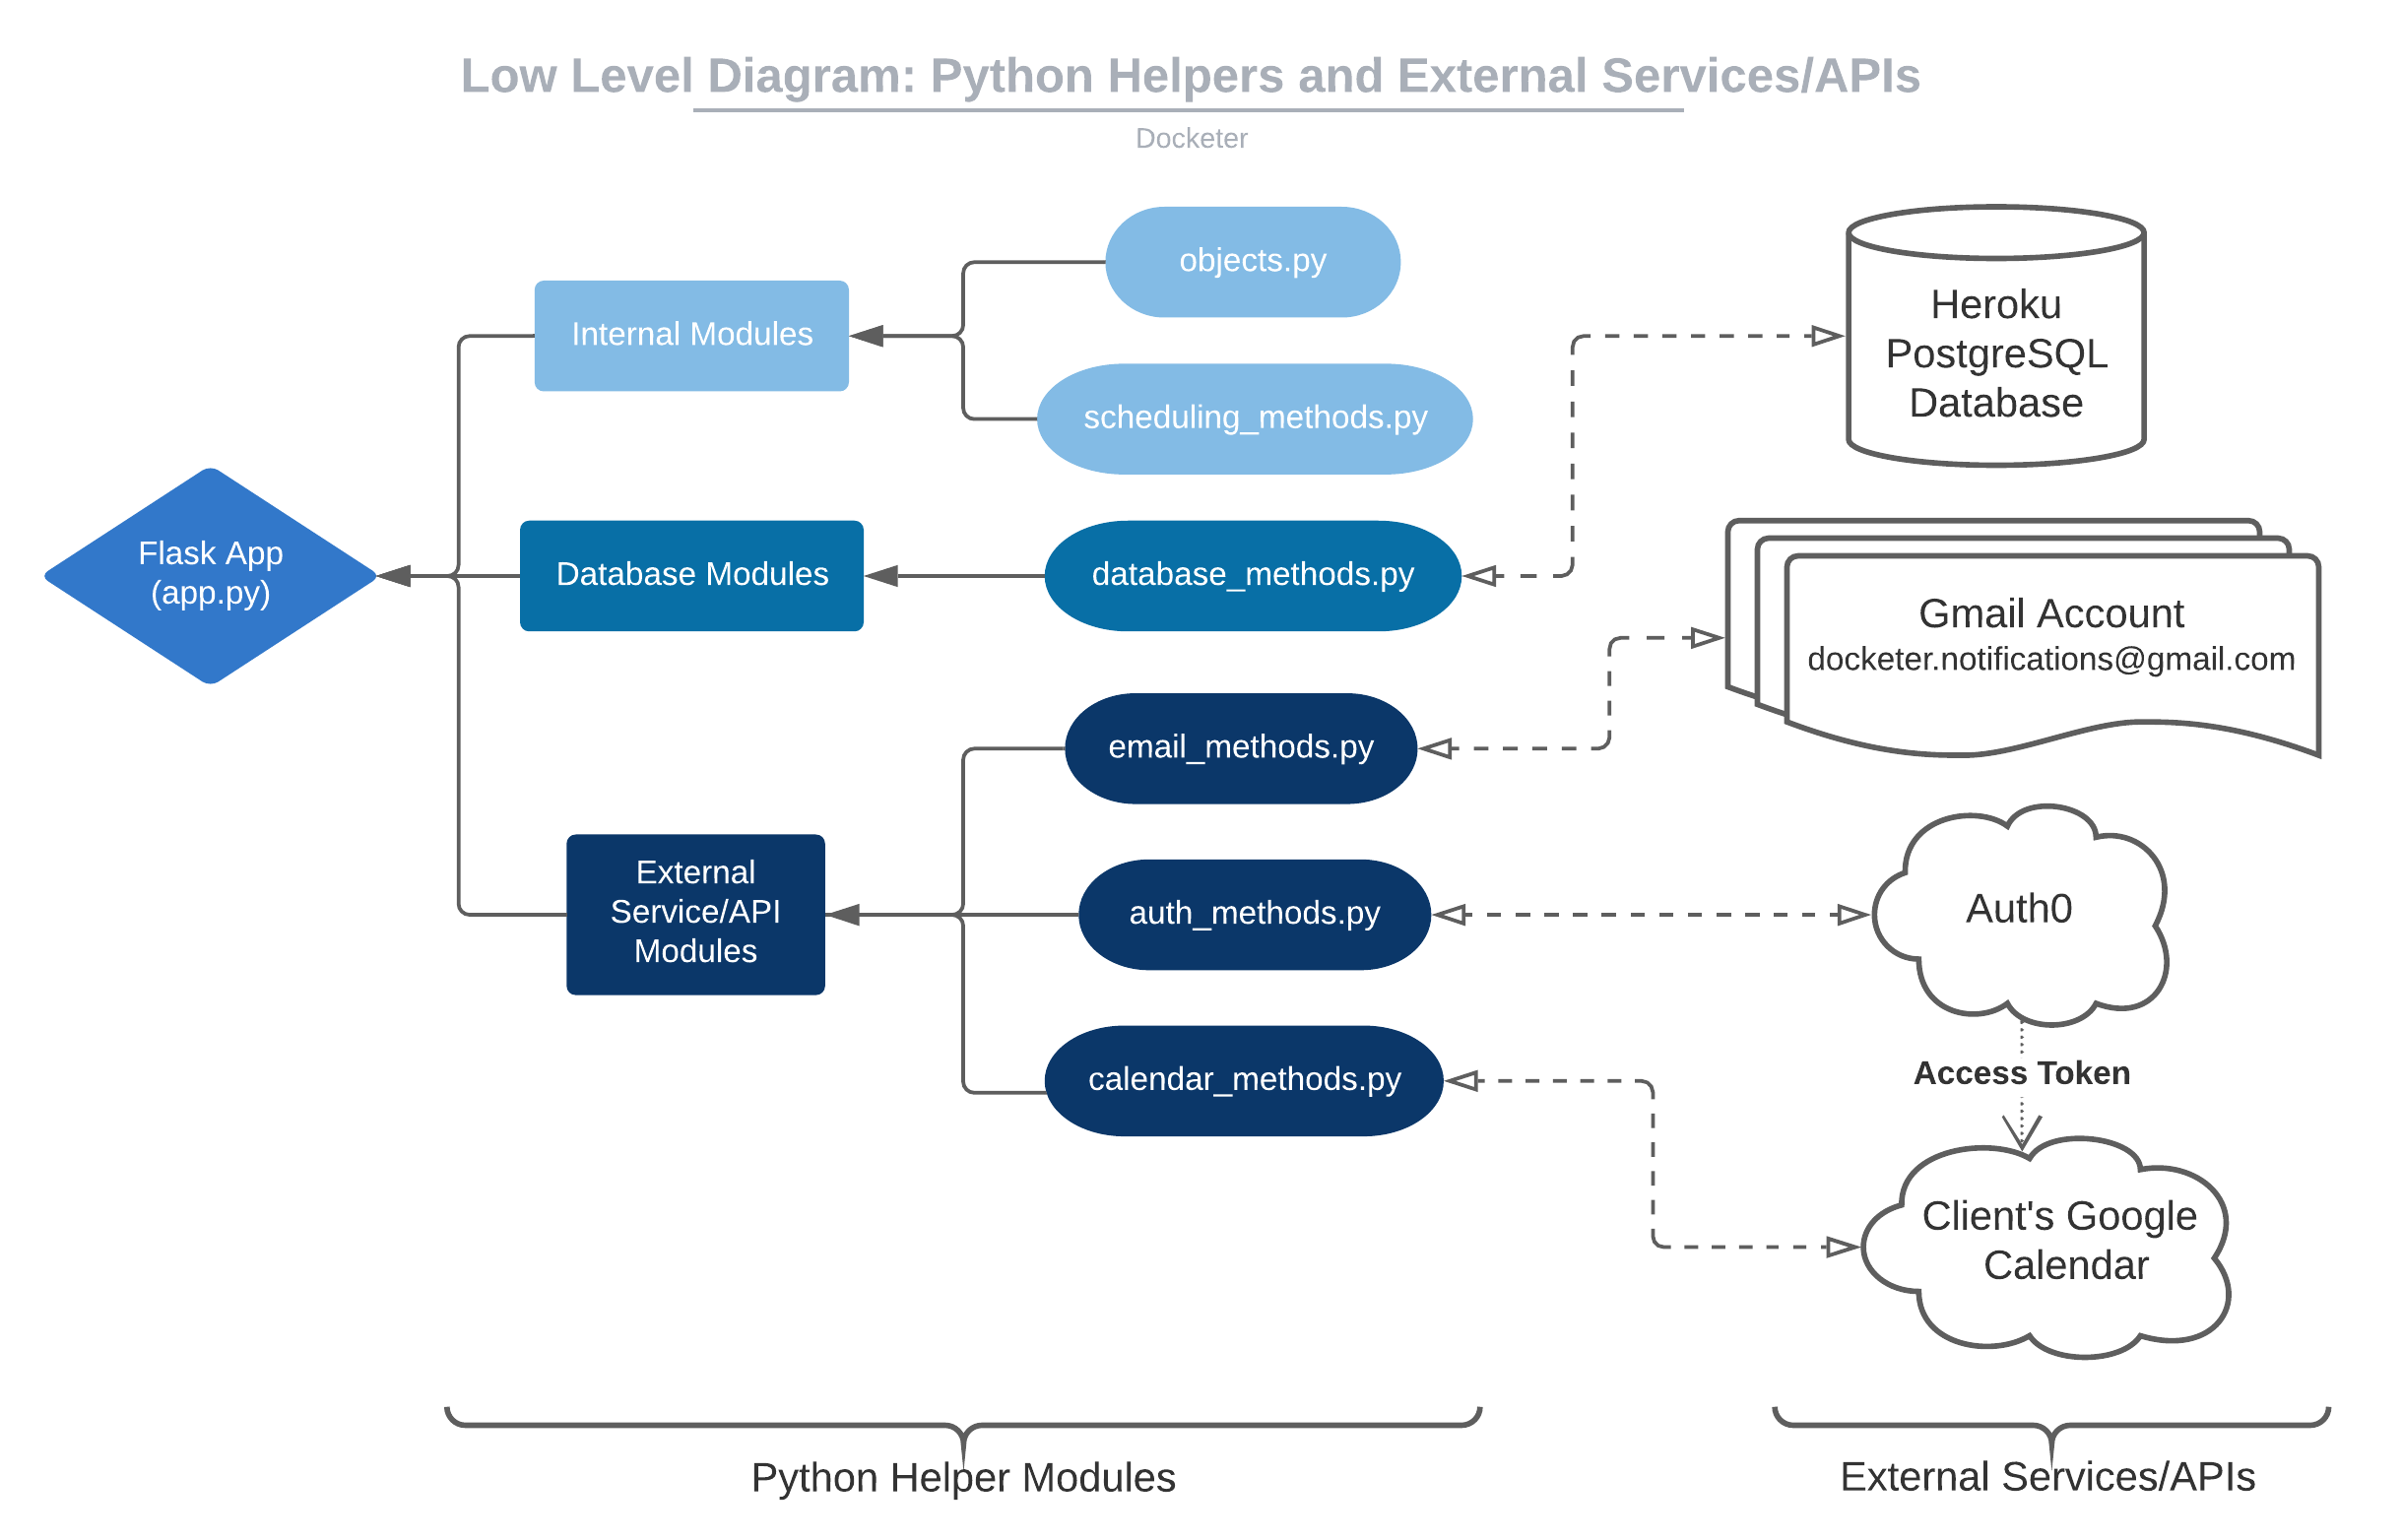 Low Level Diagram: Python Helpers and External Services/APIs
Docketer
objects.py
Internal Modules
scheduling_methods.py
Heroku
PostgreSQL
Database
Flask App
(app.py)
Database Modules
database_methods.py
Gmail Account
docketer.notifications@gmail.com
email_methods.py
External
Service/API
Modules
auth_methods.py
Auth0
Access Token
calendar_methods.py
Client's Google
Calendar
Python Helper Modules
External Services/APIs